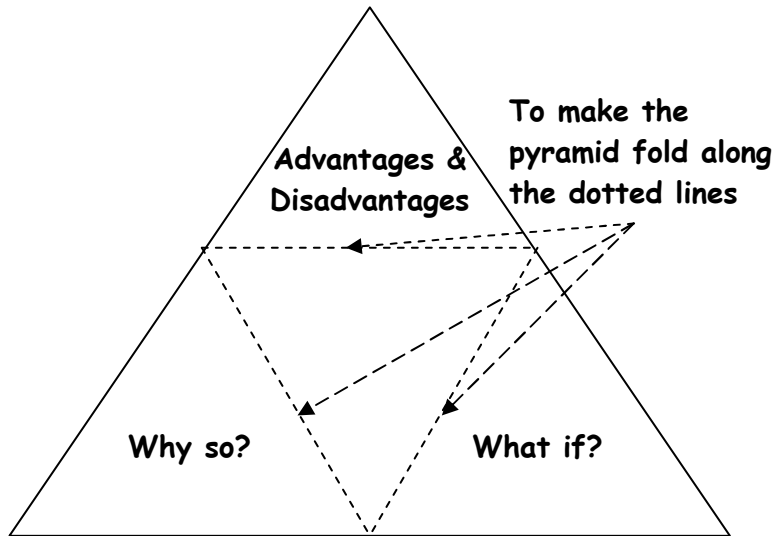 To make the
pyramid fold along
the dotted lines
Advantages &
Disadvantages
Why so?
What if?